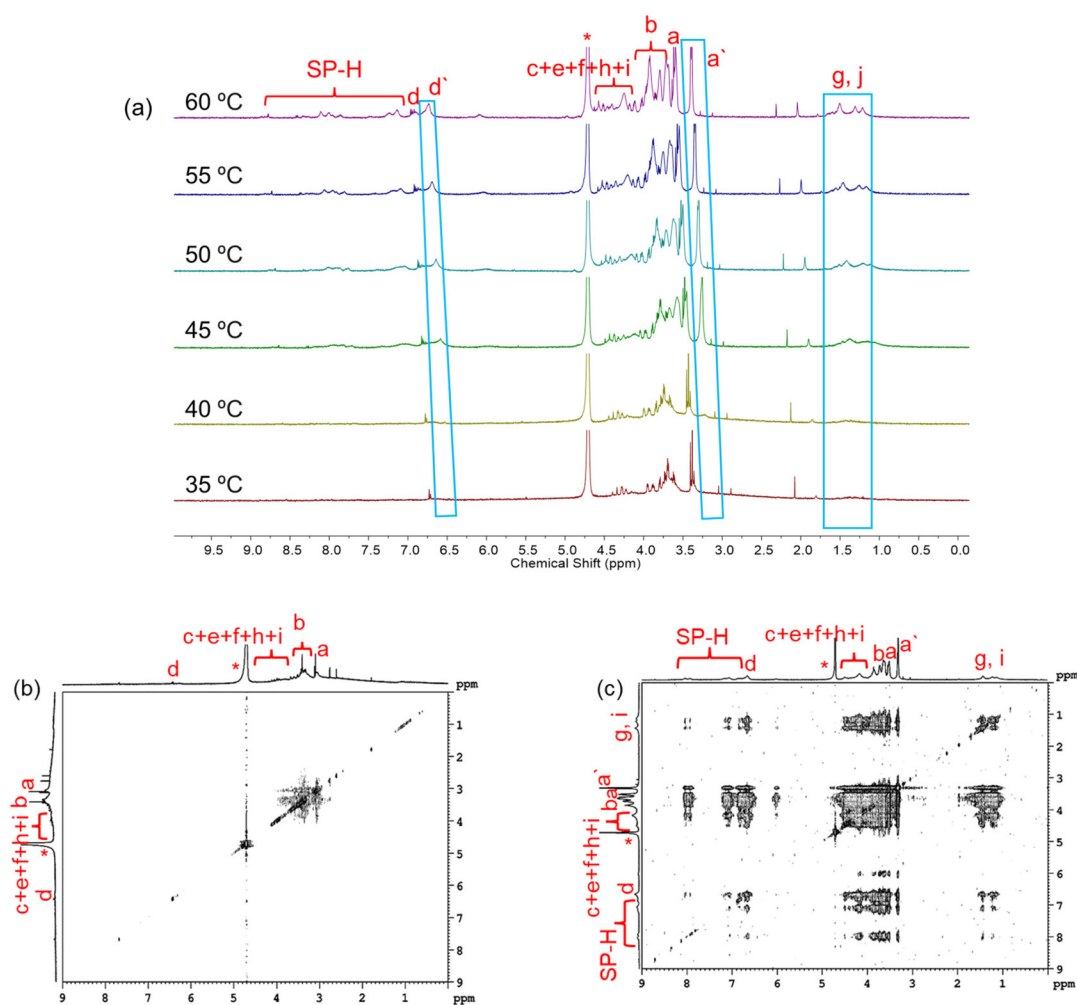 (a)
SP-H
d
d`
*
c+e+f+h+i
b
a
a`
g, j
60 ºC
55 ºC
50 ºC
45 ºC
40 ºC
35 ºC
9.5 9.0 8.5 8.0 7.5 7.0 6.5 6.0 5.5 5.0 4.5 4.0 3.5 3.0 2.5 2.0 1.5 1.0 0.5 0.0
Chemical Shift (ppm)
(b)
d
*
c+e+f+h+i
b
a
ppm
c+e+f+h+i b a
*
d
1
2
3
4
5
6
7
8
9
9 8 7 6 5 4 3 2 1 ppm
(c)
SP-H
d
*
c+e+f+h+i
b
a
a`
g, i
ppm
g, i
a`
c+e+f+h+i ba
*
d
SP-H
1
2
3
4
5
6
7
8
9
9 8 7 6 5 4 3 2 1 ppm